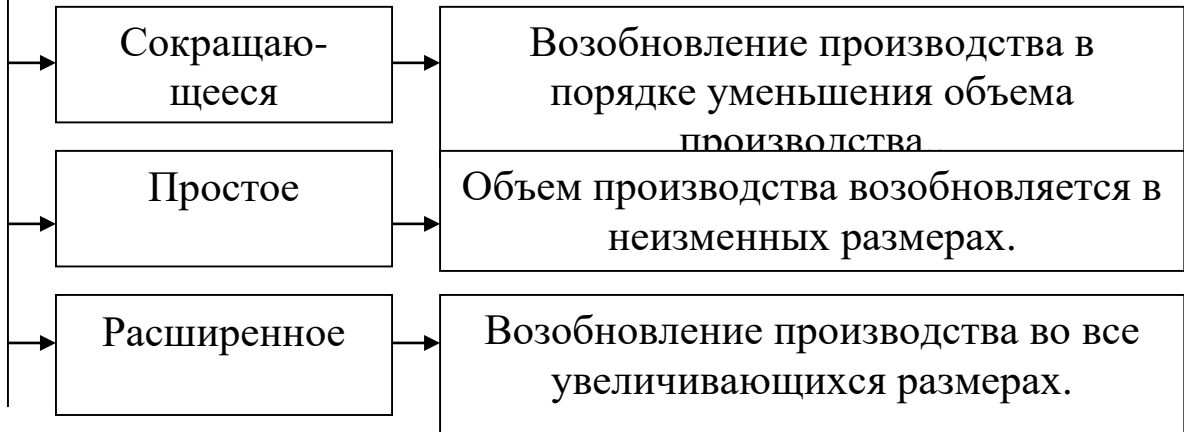 Сокращаю-
щееся
Возобновление производства в
порядке уменьшения объема
производства.
Простое
Объем производства возобновляется в
неизменных размерах.
Расширенное
Возобновление производства во все
увеличивающихся размерах.